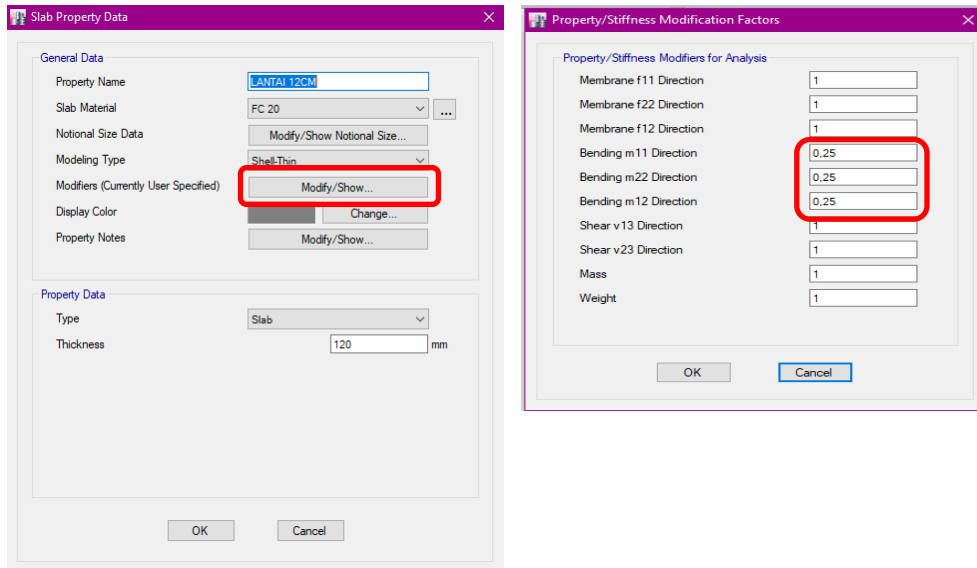 Slab Property Data
General Data
Property Name LANTAI 12CM
Slab Material FC 20 ...
Notional Size Data Modify/Show Notional Size...
Modeling Type Shell-Thin
Modifiers (Currently User Specified) Modify/Show...
Display Color Change...
Property Notes Modify/Show...
Property Data
Type Slab
Thickness 120 mm
OK Cancel
Property/Stiffness Modification Factors
Property/Stiffness Modifiers for Analysis
Membrane f11 Direction 1
Membrane f22 Direction 1
Membrane f12 Direction 1
Bending m11 Direction 0,25
Bending m22 Direction 0,25
Bending m12 Direction 0,25
Shear v13 Direction 1
Shear v23 Direction 1
Mass 1
Weight 1
OK Cancel